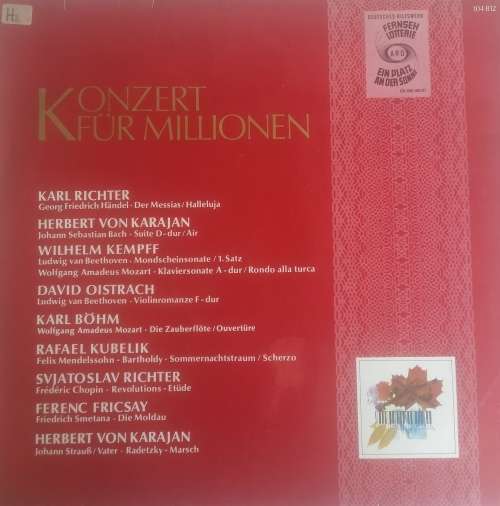 H
634 812
DEUTSCHES HILFSWERK
FERNSEH
LOTTERIE
ARD
EIN PLATZ
AN DER SONNE
KONZERT
FÜR MILLIONEN
KARL RICHTER
Georg Friedrich Händel - Der Messias / Halleluja
HERBERT VON KARAJAN
Johann Sebastian Bach - Suite D-dur / Air
WILHELM KEMPFF
Ludwig van Beethoven - Mondscheinsonate / 1. Satz
Wolfgang Amadeus Mozart - Klaviersonate A-dur / Rondo alla turca
DAVID OISTRACH
Ludwig van Beethoven - Violinromanze F-dur
KARL BÖHM
Wolfgang Amadeus Mozart - Die Zauberflöte / Ouvertüre
RAFAEL KUBELIK
Felix Mendelssohn - Bartholdy - Sommernachtstraum / Scherzo
SVJATOSLAV RICHTER
Frédéric Chopin - Revolutions - Etüde
FERENC FRICSAY
Friedrich Smetana - Die Moldau
HERBERT VON KARAJAN
Johann Strauß / Vater - Radetzky - Marsch